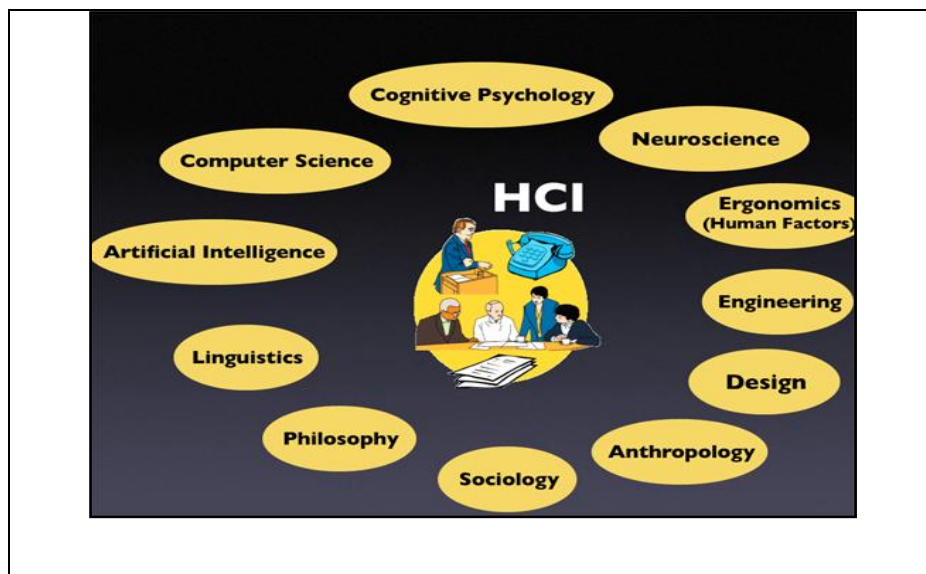 Cognitive Psychology
Neuroscience
Computer Science
HCI
Ergonomics
(Human Factors)
Artificial Intelligence
Engineering
Linguistics
Design
Philosophy
Anthropology
Sociology